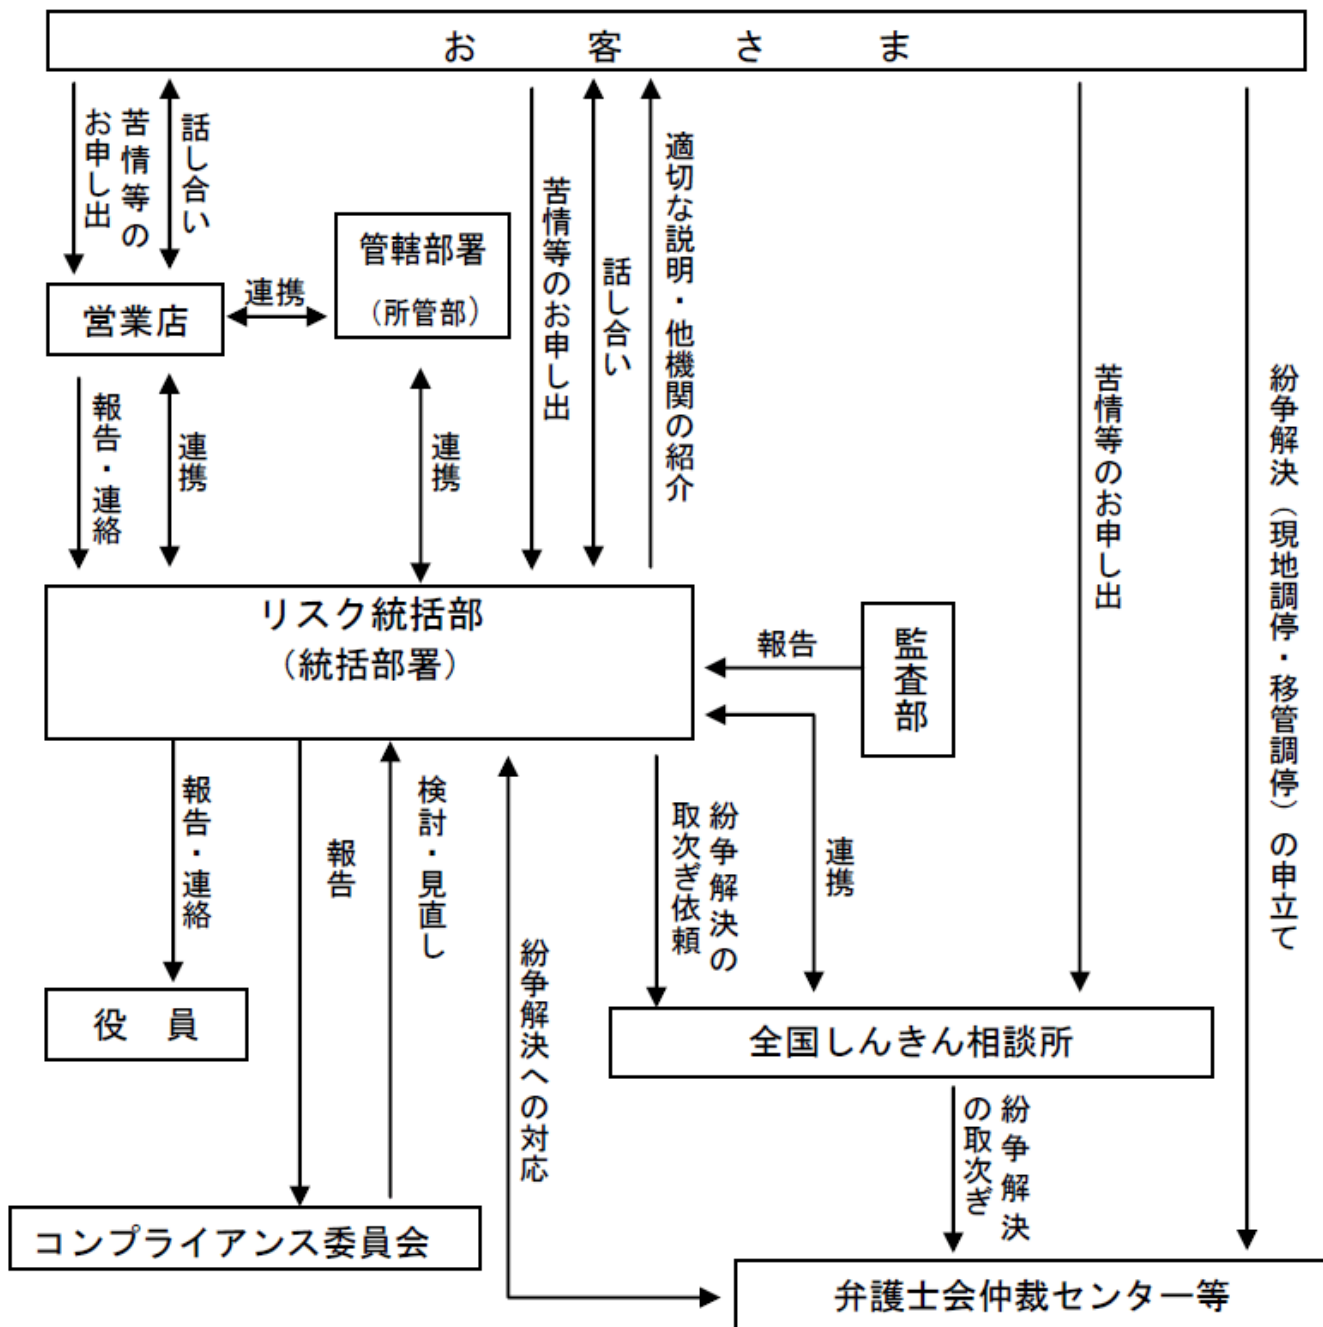 お客さま
苦情等の
お申し出
話し合い
苦情等のお申し出
話し合い
適切な説明・他機関の紹介
苦情等のお申し出
紛争解決（現地調停・移管調停）の申立て
管轄部署
（所管部）
営業店
連携
報告・連絡
連携
連携
リスク統括部
（統括部署）
報告
監査部
報告・連絡
報告
検討・見直し
紛争解決への対応
紛争解決の
取次ぎ依頼
連携
役員
全国しんきん相談所
紛争解決
の取次ぎ
コンプライアンス委員会
弁護士会仲裁センター等